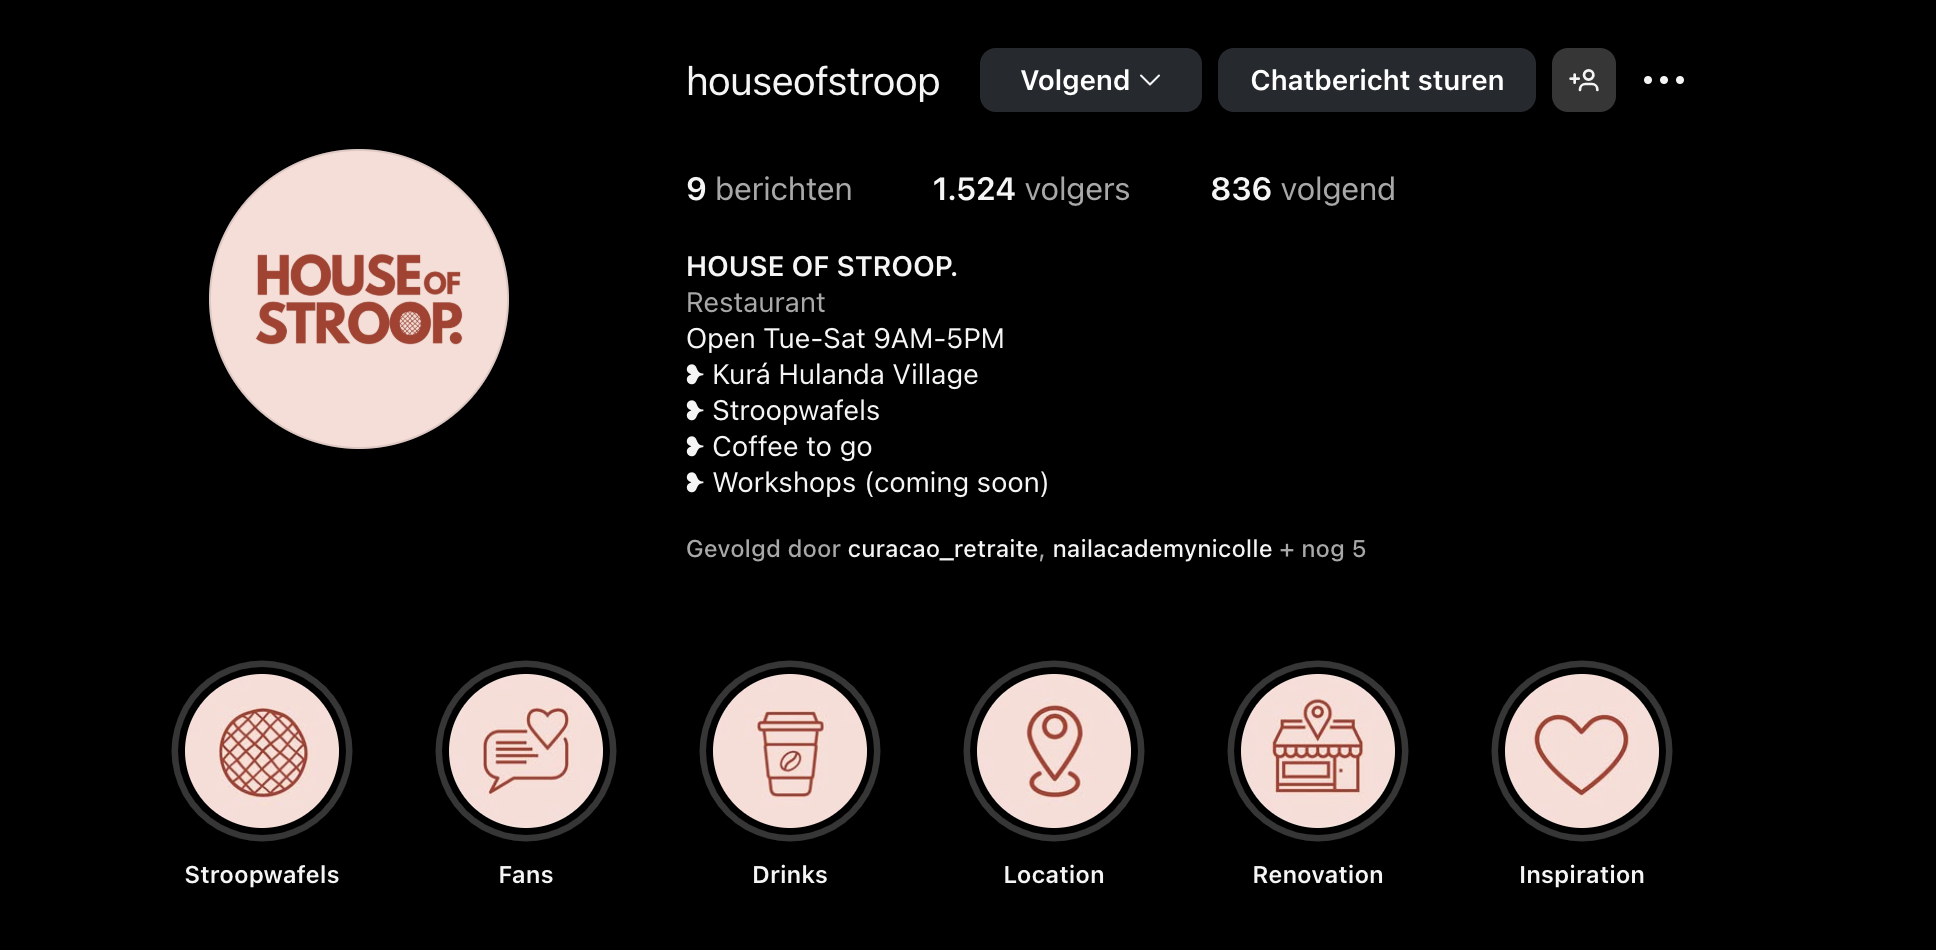 houseofstroop Volgend Chatbericht sturen
9 berichten 1.524 volgers 836 volgend
HOUSE OF STROOP.
HOUSE OF STROOP.
Restaurant
Open Tue-Sat 9AM-5PM
❥ Kurá Hulanda Village
❥ Stroopwafels
❥ Coffee to go
❥ Workshops (coming soon)
Gevolgd door curacao_retraite, nailacademynicolle + nog 5
Stroopwafels Fans Drinks Location Renovation Inspiration